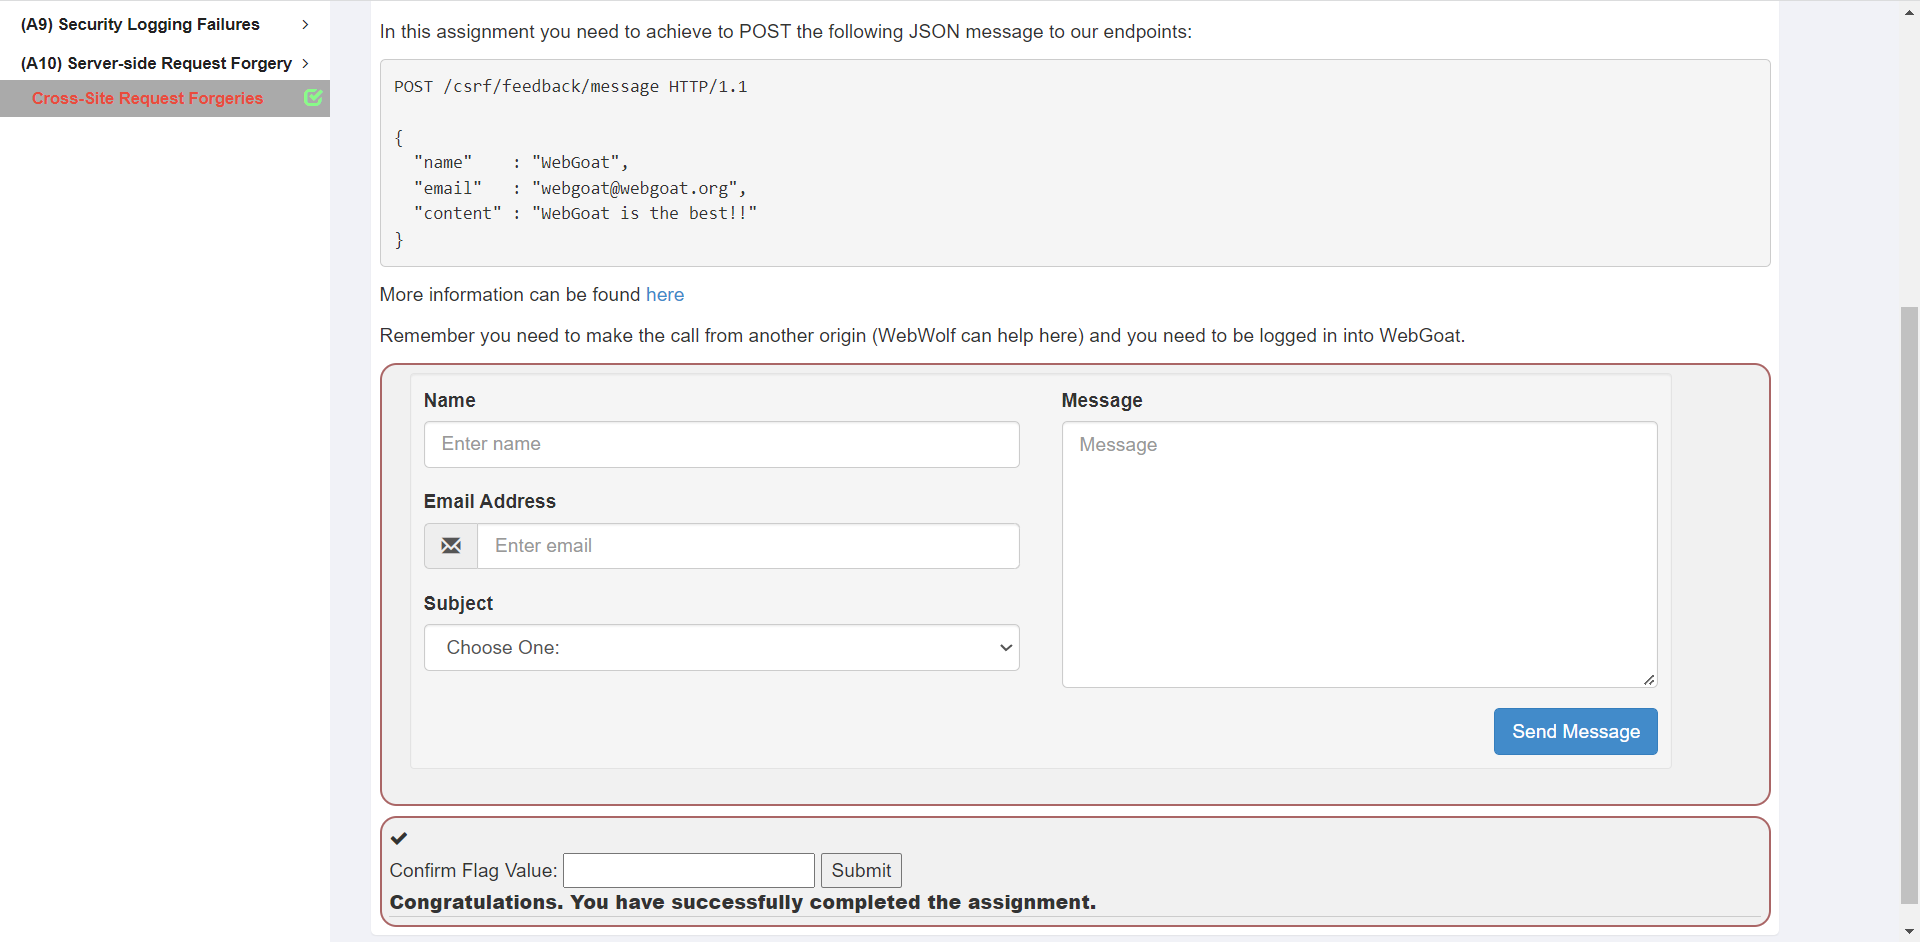 (A9) Security Logging Failures
(A10) Server-side Request Forgery
Cross-Site Request Forgeries
In this assignment you need to achieve to POST the following JSON message to our endpoints:
POST /csrf/feedback/message HTTP/1.1
{
"name"    : "WebGoat",
"email"   : "webgoat@webgoat.org",
"content" : "WebGoat is the best!!"
}
More information can be found here
Remember you need to make the call from another origin (WebWolf can help here) and you need to be logged in into WebGoat.
Name
Enter name
Email Address
Enter email
Subject
Choose One:
Message
Message
Send Message
Confirm Flag Value: Submit
Congratulations. You have successfully completed the assignment.